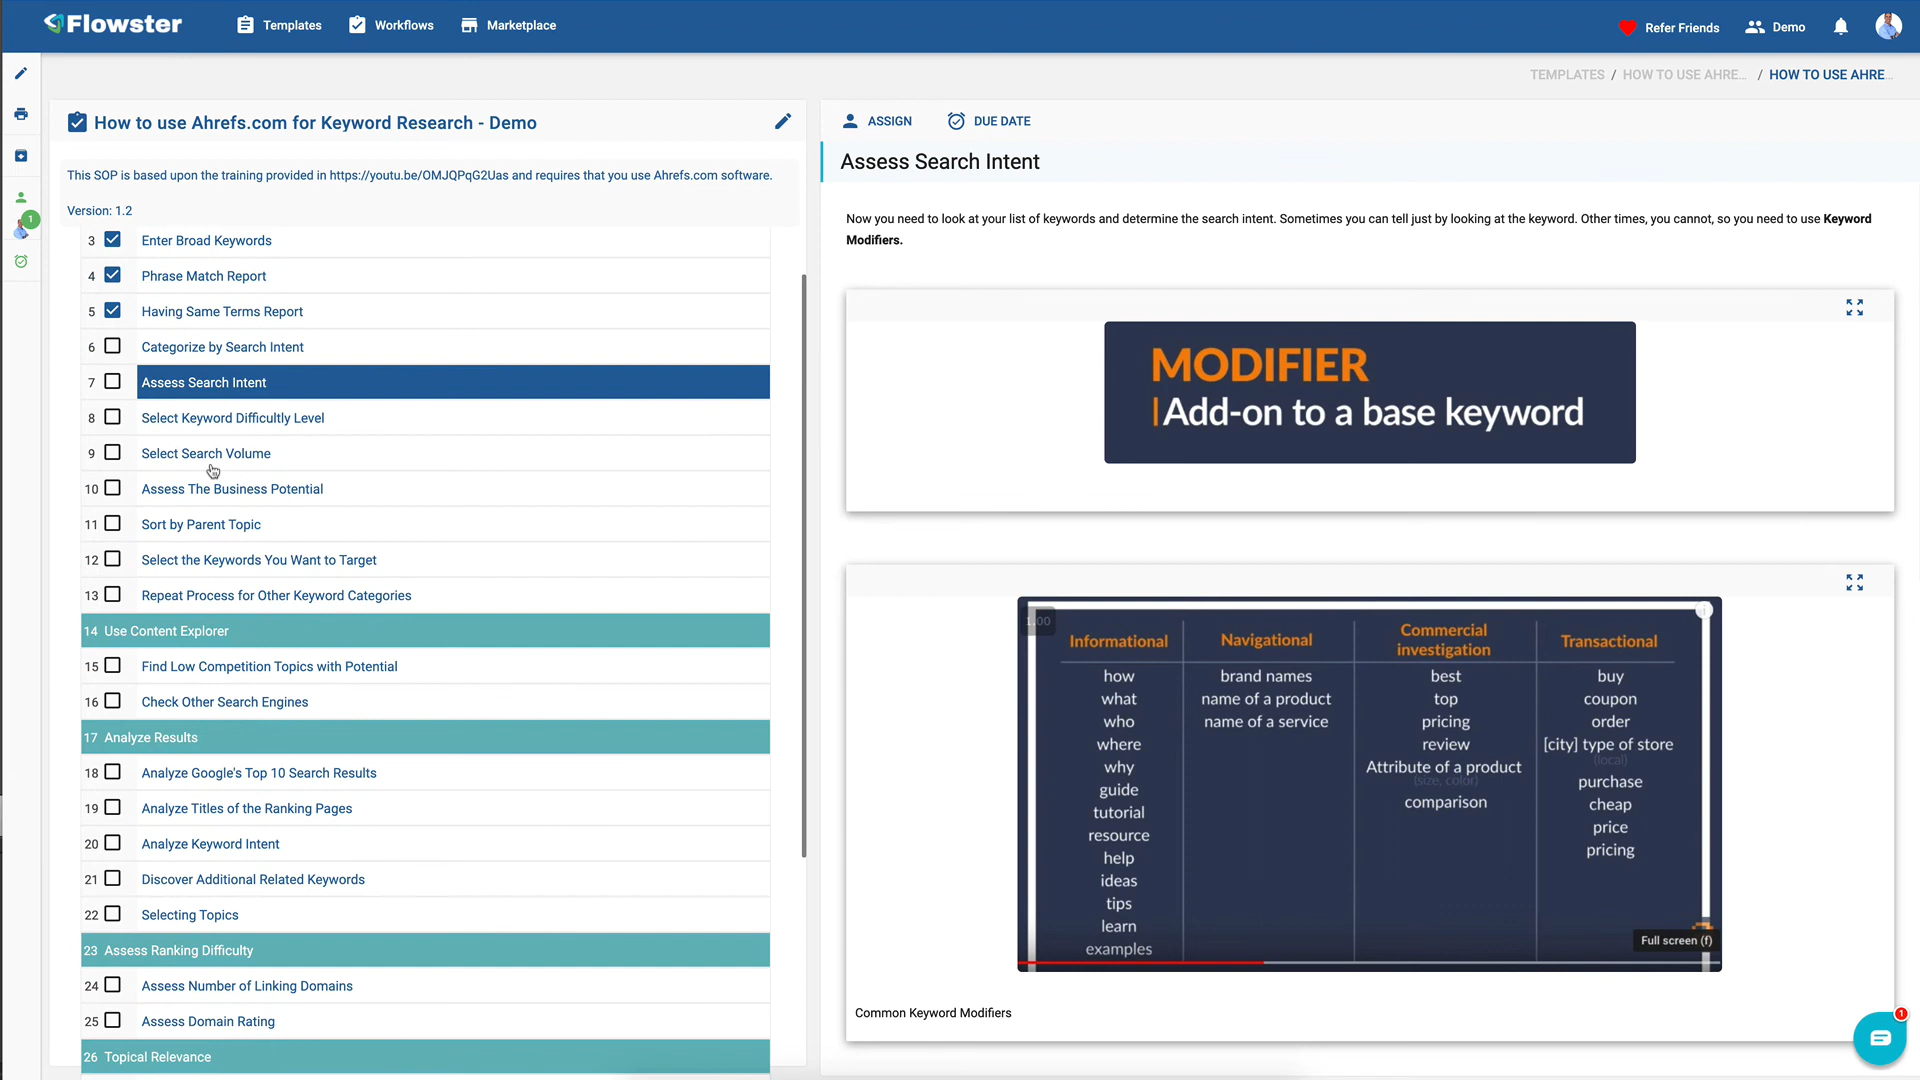 Flowster
Templates
Workflows
Marketplace
Refer Friends
Demo
TEMPLATES / HOW TO USE AHRE... / HOW TO USE AHRE...
How to use Ahrefs.com for Keyword Research - Demo
This SOP is based upon the training provided in https://youtu.be/OMJQPqG2Uas and requires that you use Ahrefs.com software.
Version: 1.2
1
3 Enter Broad Keywords
4 Phrase Match Report
5 Having Same Terms Report
6 Categorize by Search Intent
7 Assess Search Intent
8 Select Keyword Difficultly Level
9 Select Search Volume
10 Assess The Business Potential
11 Sort by Parent Topic
12 Select the Keywords You Want to Target
13 Repeat Process for Other Keyword Categories
14 Use Content Explorer
15 Find Low Competition Topics with Potential
16 Check Other Search Engines
17 Analyze Results
18 Analyze Google's Top 10 Search Results
19 Analyze Titles of the Ranking Pages
20 Analyze Keyword Intent
21 Discover Additional Related Keywords
22 Selecting Topics
23 Assess Ranking Difficulty
24 Assess Number of Linking Domains
25 Assess Domain Rating
26 Topical Relevance
ASSIGN
DUE DATE
Assess Search Intent
Now you need to look at your list of keywords and determine the search intent. Sometimes you can tell just by looking at the keyword. Other times, you cannot, so you need to use Keyword
Modifiers.
MODIFIER
Add-on to a base keyword
1.00
Informational
how
what
who
where
why
guide
tutorial
resource
help
ideas
tips
learn
examples
Navigational
brand names
name of a product
name of a service
Commercial
investigation
best
top
pricing
review
Attribute of a product
(size, color)
comparison
Transactional
buy
coupon
order
[city] type of store
(local)
purchase
cheap
price
pricing
Full screen (f)
Common Keyword Modifiers
1